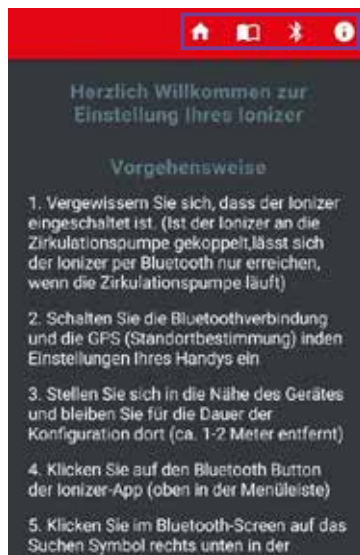 Herzlich Willkommen zur
Einstellung Ihres Ionizer
Vorgehensweise
1. Vergewissern Sie sich, dass der Ionizer
eingeschaltet ist. (Ist der Ionizer an die
Zirkulationspumpe gekoppelt,lässt sich
der Ionizer per Bluetooth nur erreichen,
wenn die Zirkulationspumpe läuft)
2. Schalten Sie die Bluetoothverbindung
und die GPS (Standortbestimmung) inden
Einstellungen Ihres Handys ein
3. Stellen Sie sich in die Nähe des Gerätes
und bleiben Sie für die Dauer der
Konfiguration dort (ca. 1-2 Meter entfernt)
4. Klicken Sie auf den Bluetooth Button
der Ionizer-App (oben in der Menüleiste)
5. Klicken Sie im Bluetooth-Screen auf das
Suchen Symbol rechts unten in der